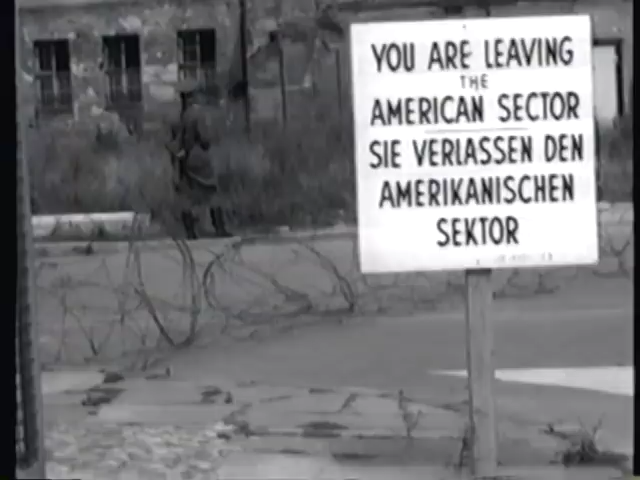 YOU ARE LEAVING
THE
AMERICAN SECTOR
SIE VERLASSEN DEN
AMERIKANISCHEN
SEKTOR